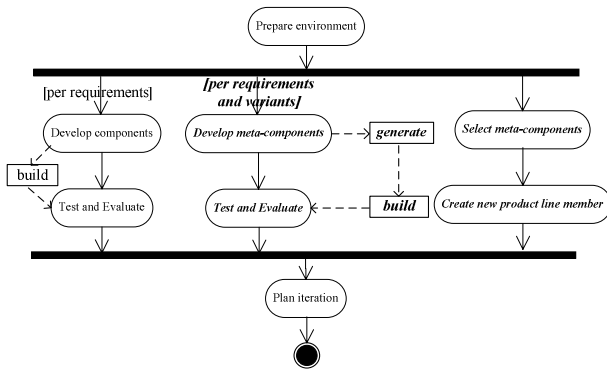 Prepare environment
[per requirements]
[per requirements
and variants]
Develop components
Develop meta-components
generate
Select meta-components
build
Test and Evaluate
Test and Evaluate
build
Create new product line member
Plan iteration